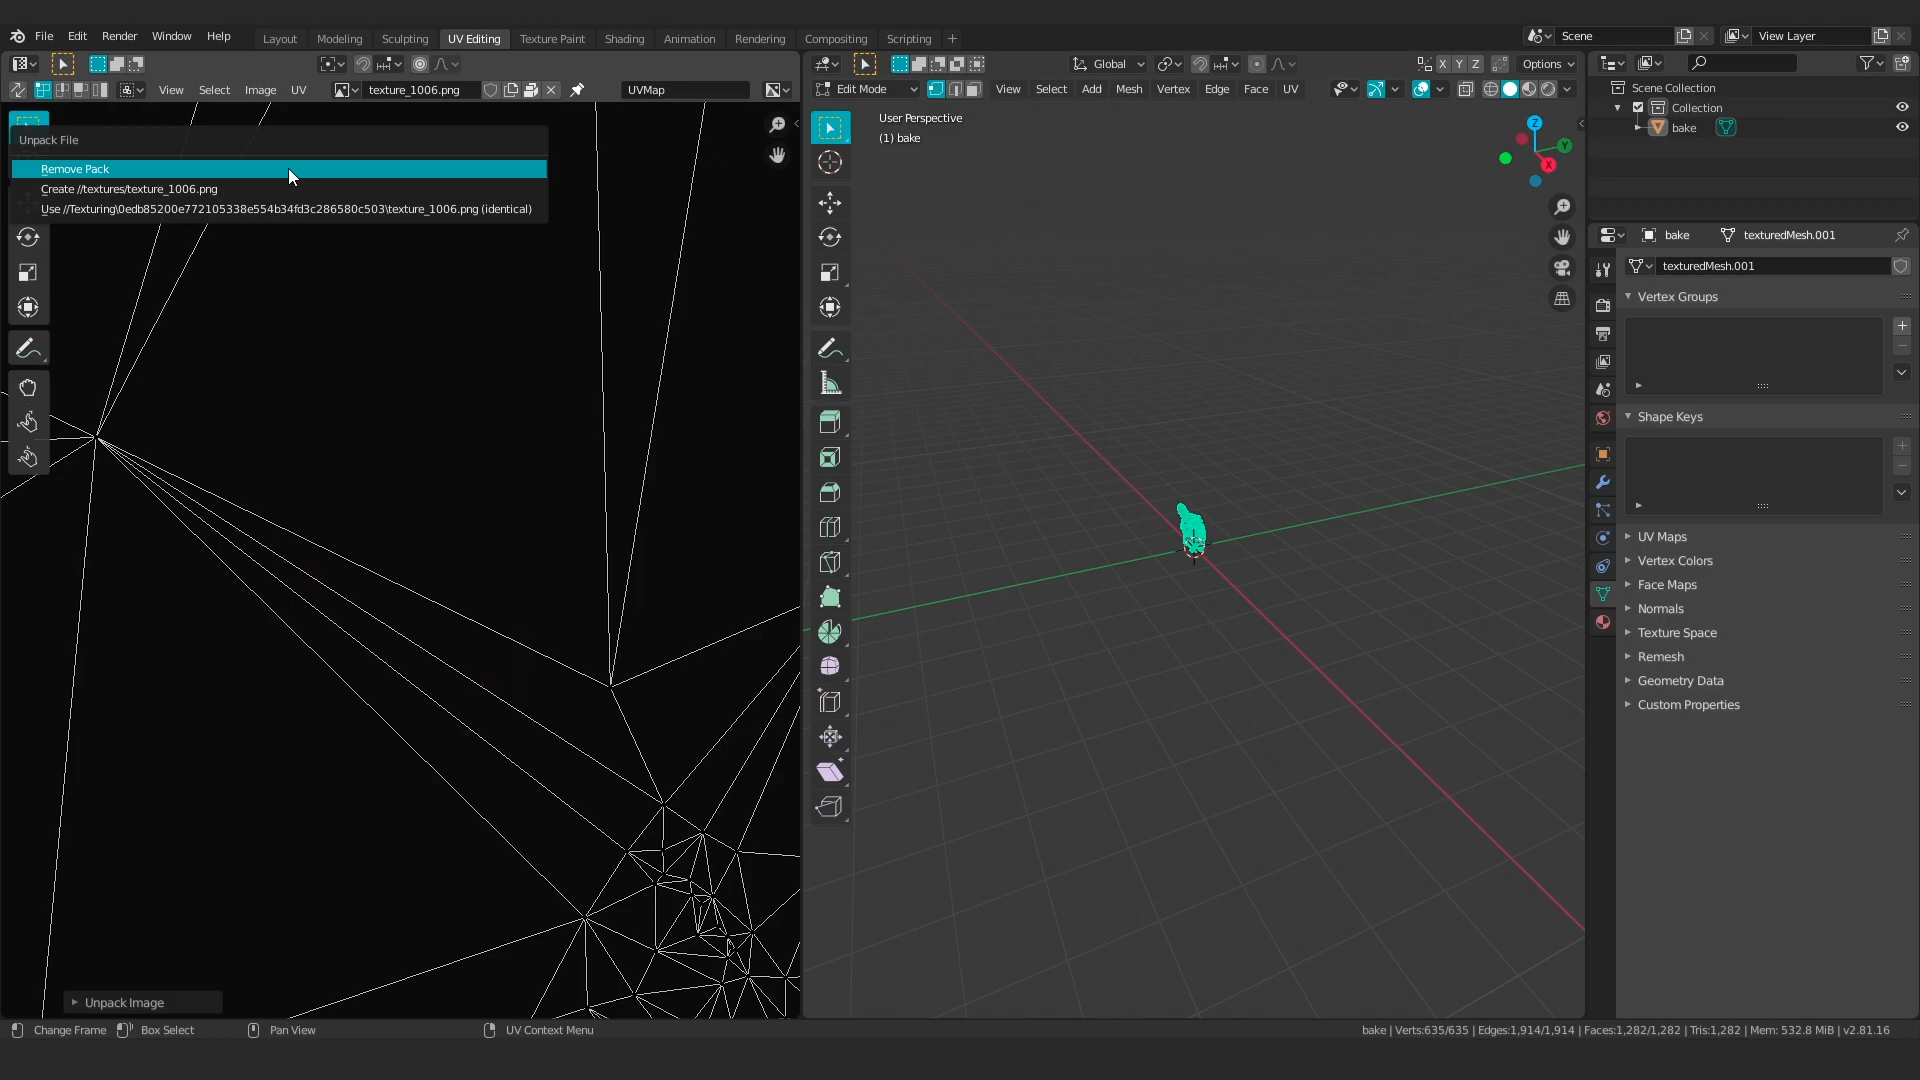 File Edit Render Window Help Layout Modeling Sculpting UV Editing Texture Paint Shading Animation Rendering Compositing Scripting Scene View Layer
Global X Y Z Options
View Select Image UV texture_1006.png UVMap
Edit Mode View Select Add Mesh Vertex Edge Face UV
Unpack File
Remove Pack
Create //textures/texture_1006.png
Use //Texturing\0edb85200e772105338e554b34fd3c286580c503\texture_1006.png (identical)
Unpack Image
User Perspective
(1) bake
Z
Y
X
Scene Collection
Collection
bake
bake texturedMesh.001
texturedMesh.001
Vertex Groups
Shape Keys
UV Maps
Vertex Colors
Face Maps
Normals
Texture Space
Remesh
Geometry Data
Custom Properties
Change Frame Box Select Pan View UV Context Menu
bake | Verts:635/635 | Edges:1,914/1,914 | Faces:1,282/1,282 | Tris:1,282 | Mem: 532.8 MiB | v2.81.16